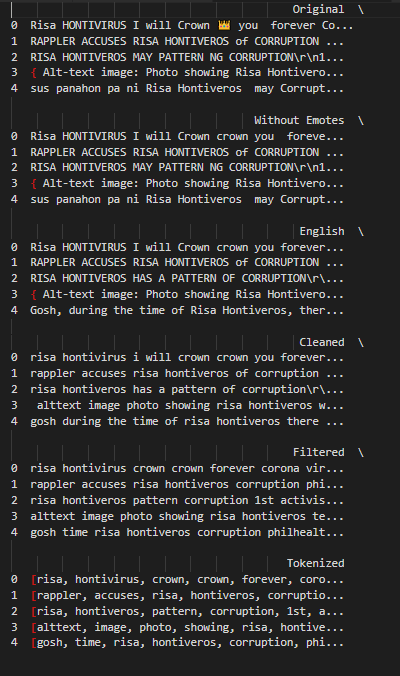 Original \
0 Risa HONTIVIRUS I will Crown 👑 you  forever Co...
1 RAPPLER ACCUSES RISA HONTIVEROS of CORRUPTION ...
2 RISA HONTIVEROS MAY PATTERN NG CORRUPTION\r\n1...
3 { Alt-text image: Photo showing Risa Hontivero...
4 sus panahon pa ni Risa Hontiveros  may Corrupt...
Without Emotes \
0 Risa HONTIVIRUS I will Crown crown you  foreve...
1 RAPPLER ACCUSES RISA HONTIVEROS of CORRUPTION ...
2 RISA HONTIVEROS MAY PATTERN NG CORRUPTION\r\n1...
3 { Alt-text image: Photo showing Risa Hontivero...
4 sus panahon pa ni Risa Hontiveros  may Corrupt...
English \
0 Risa HONTIVIRUS I will Crown crown you forever...
1 RAPPLER ACCUSES RISA HONTIVEROS of CORRUPTION ...
2 RISA HONTIVEROS HAS A PATTERN OF CORRUPTION\r\...
3 { Alt-text image: Photo showing Risa Hontivero...
4 Gosh, during the time of Risa Hontiveros, ther...
Cleaned \
0 risa hontivirus i will crown crown you forever...
1 rappler accuses risa hontiveros of corruption ...
2 risa hontiveros has a pattern of corruption\r\...
3  alttext image photo showing risa hontiveros w...
4 gosh during the time of risa hontiveros there ...
Filtered \
0 risa hontivirus crown crown forever corona vir...
1 rappler accuses risa hontiveros corruption phi...
2 risa hontiveros pattern corruption 1st activis...
3 alttext image photo showing risa hontiveros te...
4 gosh time risa hontiveros corruption philhealt...
Tokenized
0 [risa, hontivirus, crown, crown, forever, coro...
1 [rappler, accuses, risa, hontiveros, corruptio...
2 [risa, hontiveros, pattern, corruption, 1st, a...
3 [alttext, image, photo, showing, risa, hontive...
4 [gosh, time, risa, hontiveros, corruption, phi...